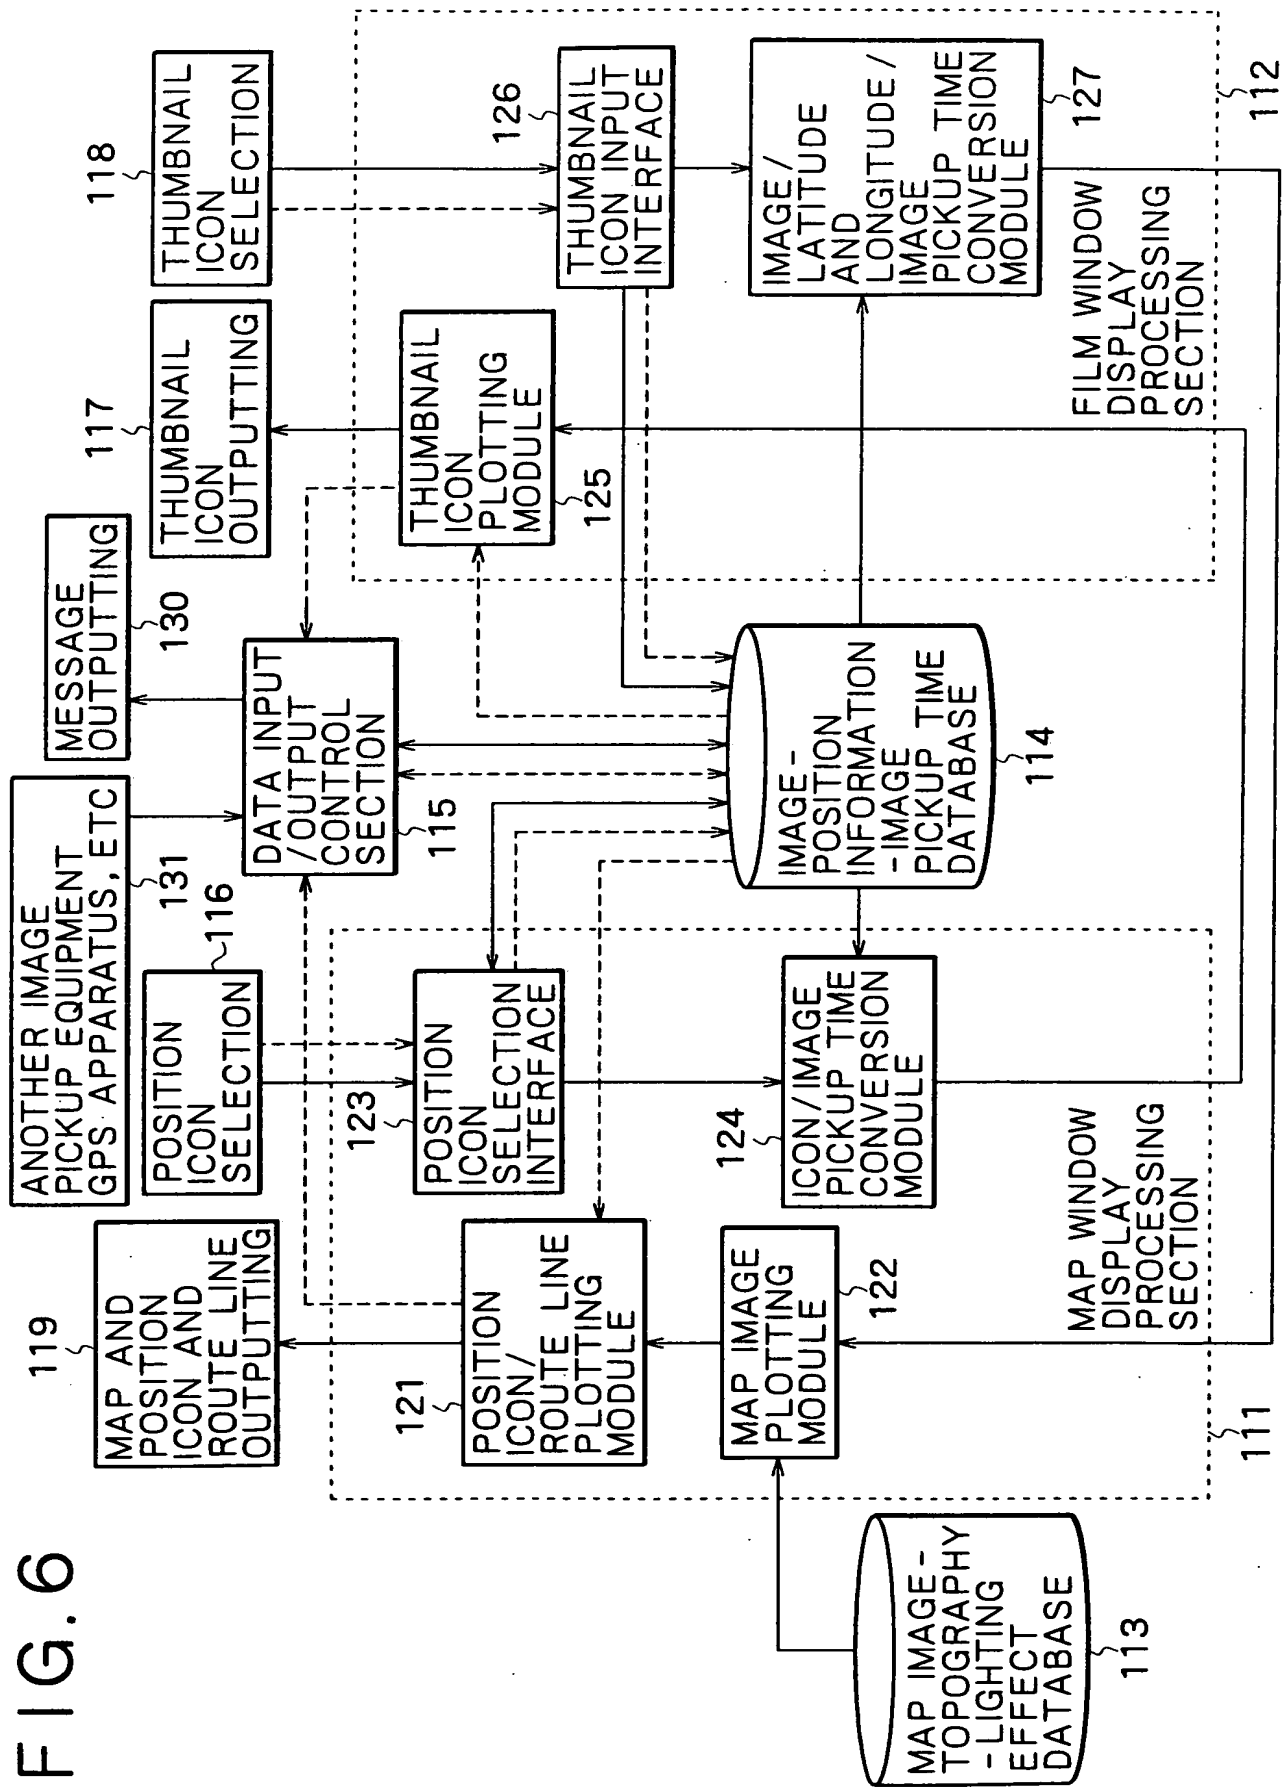 FIG. 6
119
MAP AND
POSITION
ICON AND
ROUTE LINE
OUTPUTTING
ANOTHER IMAGE
PICKUP EQUIPMENT
GPS APPARATUS, ETC
131
POSITION
ICON
SELECTION
116
MESSAGE
OUTPUTTING
130
117
THUMBNAIL
ICON
OUTPUTTING
118
THUMBNAIL
ICON
SELECTION
DATA INPUT
/OUTPUT
CONTROL
SECTION
115
121
POSITION
ICON/
ROUTE LINE
PLOTTING
MODULE
123
POSITION
ICON
SELECTION
INTERFACE
THUMBNAIL
ICON
PLOTTING
MODULE
125
126
THUMBNAIL
ICON INPUT
INTERFACE
MAP IMAGE
PLOTTING
MODULE
122
124
ICON/IMAGE
PICKUP TIME
CONVERSION
MODULE
IMAGE-
POSITION
INFORMATION
-IMAGE
PICKUP TIME
DATABASE
114
IMAGE/
LATITUDE
AND
LONGITUDE/
IMAGE
PICKUP TIME
CONVERSION
MODULE
127
MAP IMAGE-
TOPOGRAPHY
-LIGHTING
EFFECT
DATABASE
113
MAP WINDOW
DISPLAY
PROCESSING
SECTION
111
FILM WINDOW
DISPLAY
PROCESSING
SECTION
112